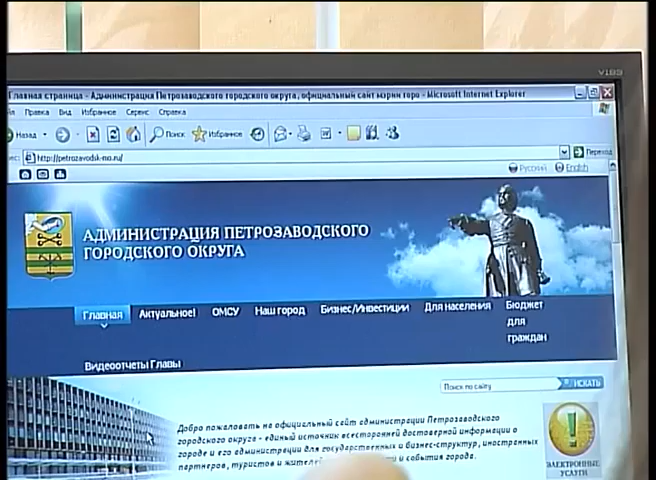 Главная страница - Администрация Петрозаводского городского округа, официальный сайт мэрии горо - Microsoft Internet Explorer
Правка Вид Избранное Сервис Справка
Назад Поиск Избранное
http://petrozavodsk-mo.ru/ Переход
Русский English
АДМИНИСТРАЦИЯ ПЕТРОЗАВОДСКОГО
ГОРОДСКОГО ОКРУГА
Главная Актуальное! ОМСУ Наш город Бизнес/Инвестиции Для населения Бюджет
для
граждан
Видеоотчеты Главы
Поиск по сайту ИСКАТЬ
Добро пожаловать на официальный сайт администрации Петрозаводского
городского округа - единый источник всесторонней достоверной информации о
городе и его администрации для государственных и бизнес-структур, иностранных
партнеров, туристов и жителей и события города.
ЭЛЕКТРОННЫЕ
УСЛУГИ